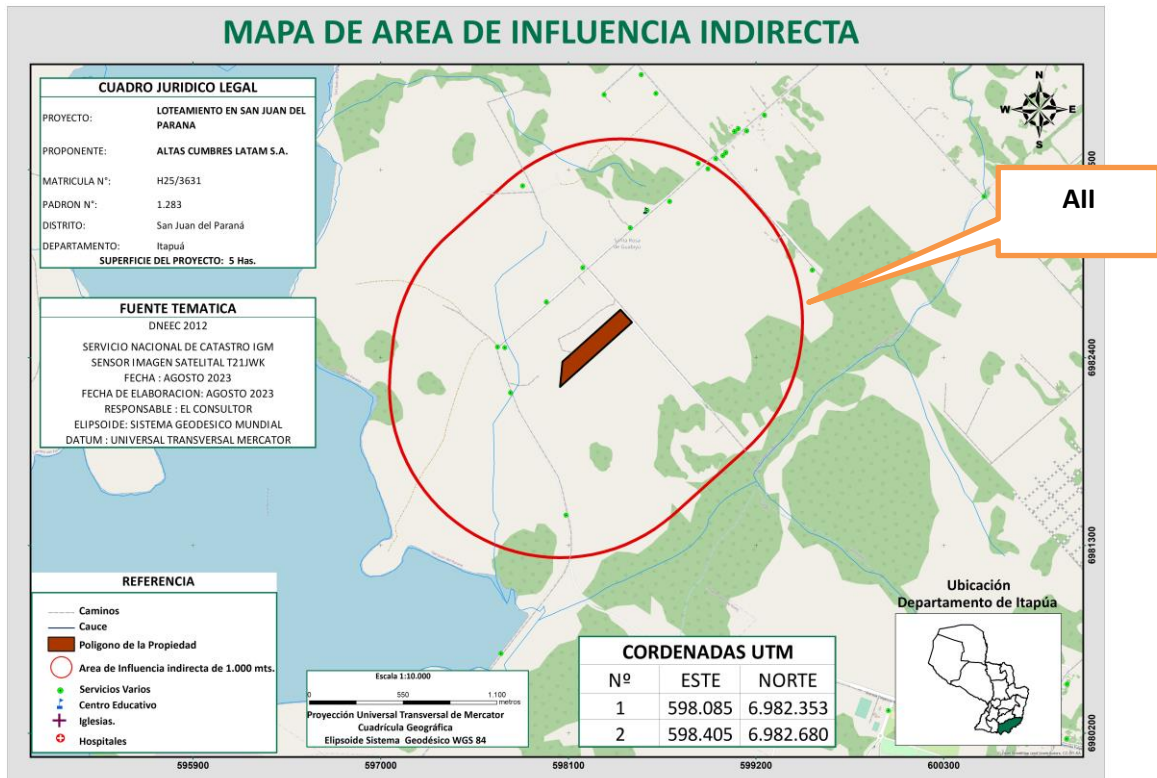 MAPA DE AREA DE INFLUENCIA INDIRECTA
CUADRO JURIDICO LEGAL
PROYECTO: LOTEAMIENTO EN SAN JUAN DEL PARANA
PROPONENTE: ALTAS CUMBRES LATAM S.A.
MATRICULA N°: H25/3631
PADRON N°: 1.283
DISTRITO: San Juan del Paraná
DEPARTAMENTO: Itapuá
SUPERFICIE DEL PROYECTO: 5 Has.
FUENTE TEMATICA
DNEEC 2012
SERVICIO NACIONAL DE CATASTRO IGM
SENSOR IMAGEN SATELITAL T21JWK
FECHA : AGOSTO 2023
FECHA DE ELABORACION: AGOSTO 2023
RESPONSABLE : EL CONSULTOR
ELIPSOIDE: SISTEMA GEODESICO MUNDIAL
DATUM : UNIVERSAL TRANSVERSAL MERCATOR
N
W E
S
AII
600
6982400
6981300
6980200
REFERENCIA
Caminos
Cauce
Poligono de la Propiedad
Area de Influencia indirecta de 1.000 mts.
Servicios Varios
Centro Educativo
Iglesias.
Hospitales
Escala 1:10.000
0 550 1.100
metros
Proyección Universal Transversal de Mercator
Cuadrícula Geográfica
Elipsoide Sistema Geodésico WGS 84
CORDENADAS UTM
Nº ESTE NORTE
1 598.085 6.982.353
2 598.405 6.982.680
Ubicación
Departamento de Itapúa
595900 597000 598100 599200 600300